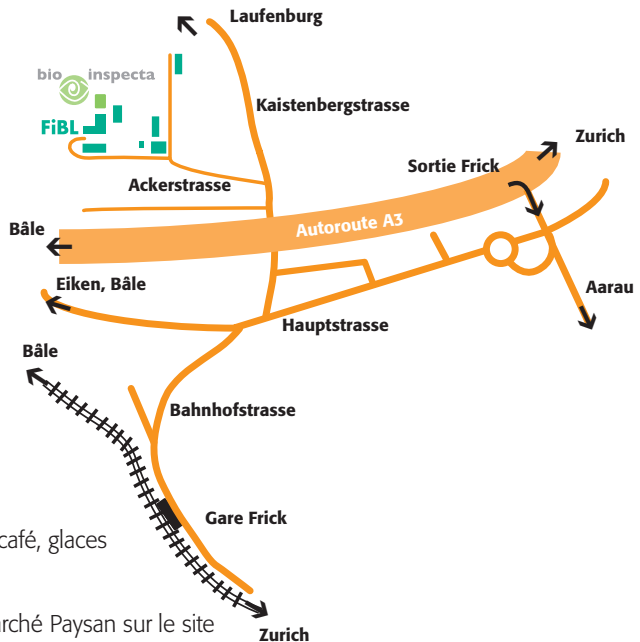 Laufenburg
bio inspecta
FiBL
Kaistenbergstrasse
Zurich
Sortie Frick
Ackerstrasse
Autoroute A3
Bâle
Eiken, Bâle
Aarau
Hauptstrasse
Bâle
Bahnhofstrasse
Gare Frick
café, glaces
arché Paysan sur le site
Zurich